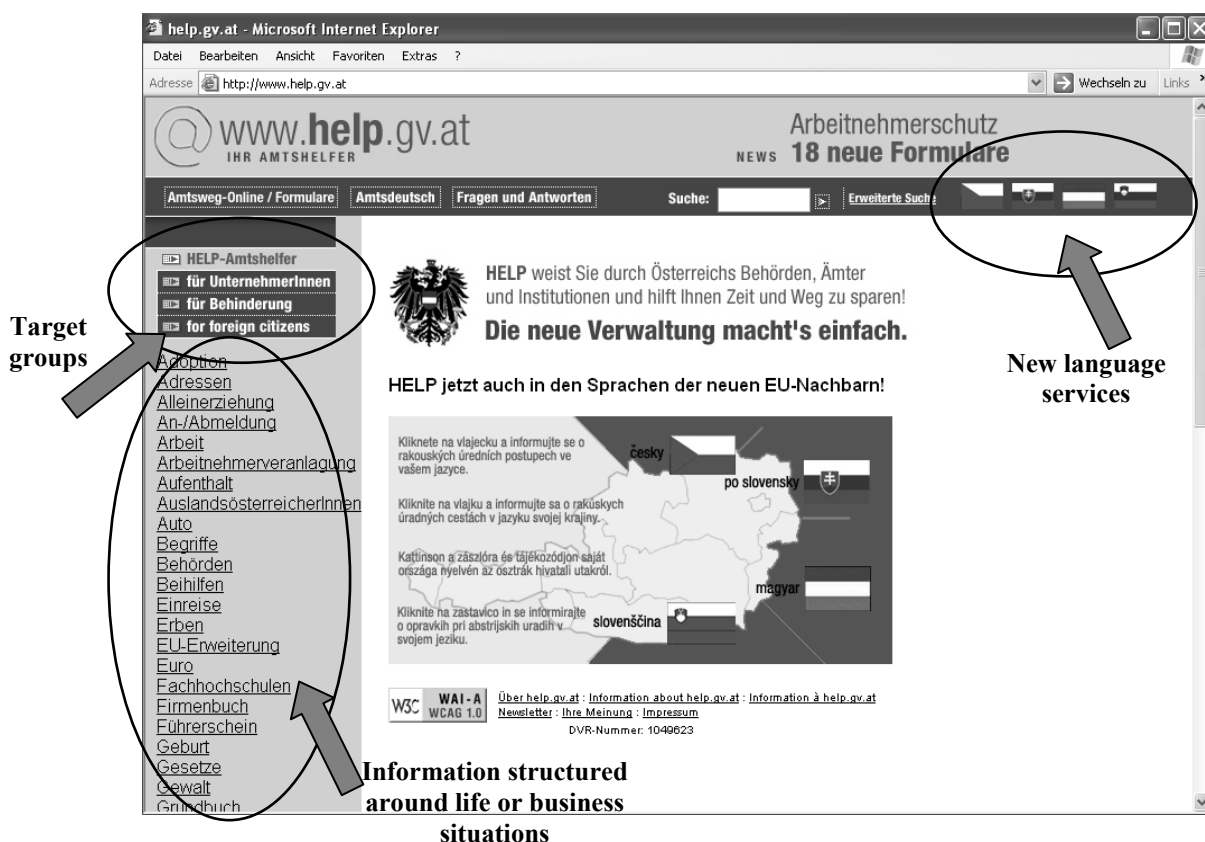 help.gv.at - Microsoft Internet Explorer
Datei Bearbeiten Ansicht Favoriten Extras ?
Adresse http://www.help.gv.at Wechseln zu Links »
@ www.help.gv.at
IHR AMTSHELFER
Arbeitnehmerschutz
NEWS 18 neue Formulare
Amtsweg-Online / Formulare Amtsdeutsch Fragen und Antworten Suche: Erweiterte Suche
HELP-Amtshelfer
für UnternehmerInnen
für Behinderung
for foreign citizens
Target
groups
Adoption
Adressen
Alleinerziehung
An-/Abmeldung
Arbeit
Arbeitnehmerveranlagung
Aufenthalt
AuslandsösterreicherInnen
Auto
Begriffe
Behörden
Beihilfen
Einreise
Erben
EU-Erweiterung
Euro
Fachhochschulen
Firmenbuch
Führerschein
Geburt
Gesetze
Gewalt
Grundbuch
HELP weist Sie durch Österreichs Behörden, Ämter
und Institutionen und hilft Ihnen Zeit und Weg zu sparen!
Die neue Verwaltung macht's einfach.
New language
services
HELP jetzt auch in den Sprachen der neuen EU-Nachbarn!
Kliknete na vlajecku a informujte se o
rakouských úredních postupech ve
vašem jazyce.
Kliknite na vlajku a informujte sa o rakúskych
úradných cestách v jazyku svojej krajiny.
Kattinson a zászlóra és tájékozódjon saját
országa nyelvén az osztrák hivatali utakról.
Kliknite na zastavico in se informirajte
o opravkih pri abstrijskih uradih v
svojem jeziku.
česky
po slovensky
magyar
slovenščina
W3C WAI-A
WCAG 1.0
Über help.gv.at : Information about help.gv.at : Information à help.gv.at
Newsletter : Ihre Meinung : Impressum
DVR-Nummer: 1049623
Information structured
around life or business
situations